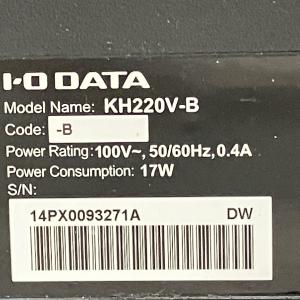 I-O DATA
Model Name: KH220V-B
Code: -B
Power Rating: 100V~, 50/60Hz, 0.4A
Power Consumption: 17W
S/N:
14PX0093271A DW